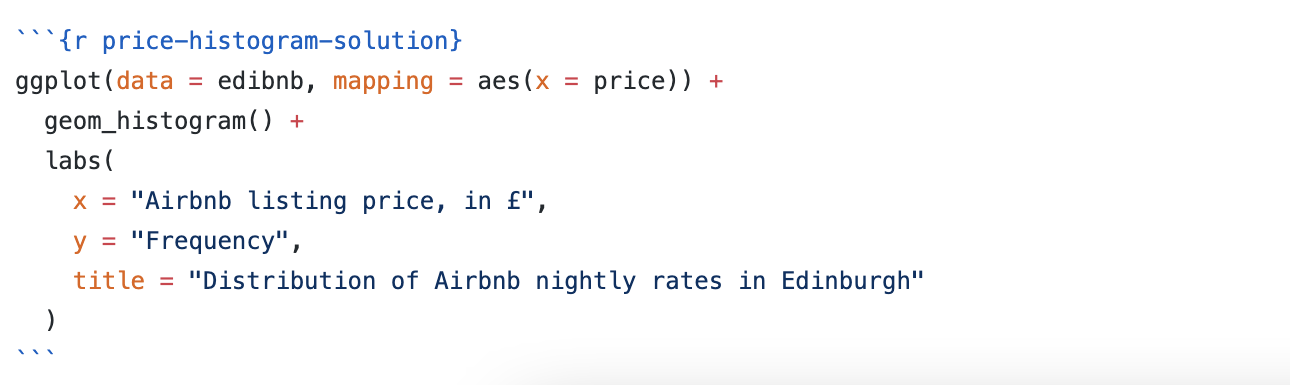 ```{r price-histogram-solution}
ggplot(data = edibnb, mapping = aes(x = price)) +
  geom_histogram() +
  labs(
    x = "Airbnb listing price, in £",
    y = "Frequency",
    title = "Distribution of Airbnb nightly rates in Edinburgh"
  )
```